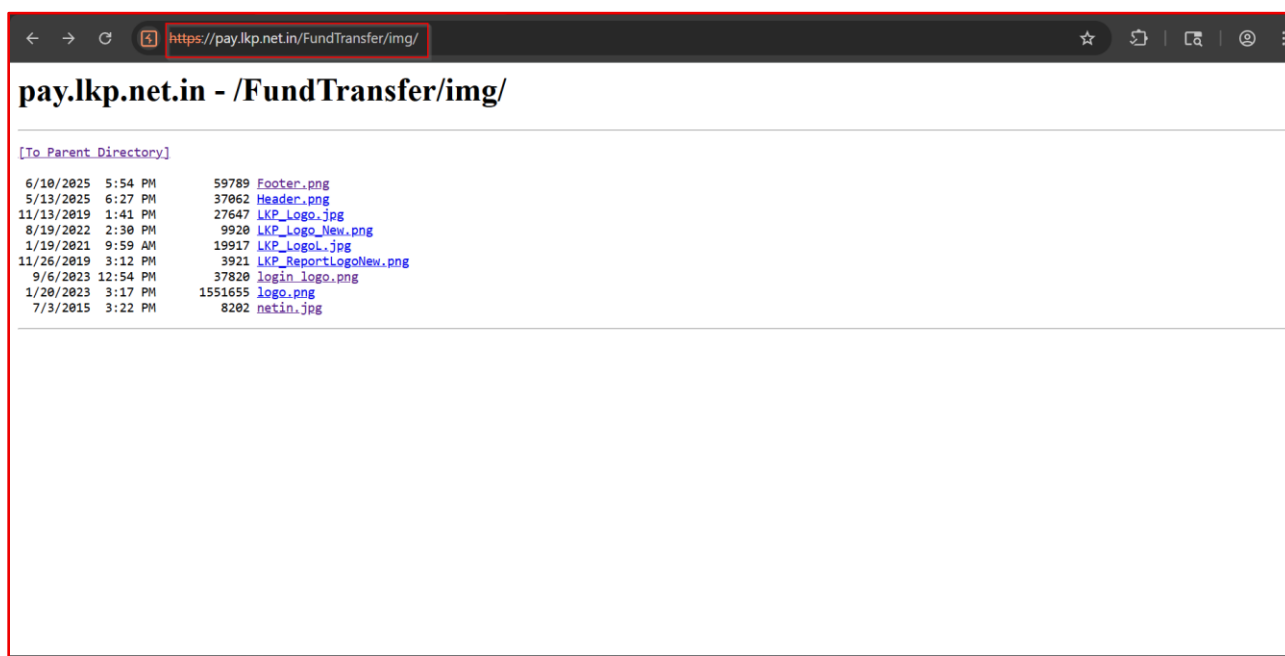 https://pay.lkp.net.in/FundTransfer/img/
pay.lkp.net.in - /FundTransfer/img/
[To Parent Directory]
6/10/2025 5:54 PM 59789 Footer.png
5/13/2025 6:27 PM 37062 Header.png
11/13/2019 1:41 PM 27647 LKP_Logo.jpg
8/19/2022 2:30 PM 9920 LKP_Logo_New.png
1/19/2021 9:59 AM 19917 LKP_LogoL.jpg
11/26/2019 3:12 PM 3921 LKP_ReportLogoNew.png
9/6/2023 12:54 PM 37820 login logo.png
1/20/2023 3:17 PM 1551655 logo.png
7/3/2015 3:22 PM 8202 netin.jpg